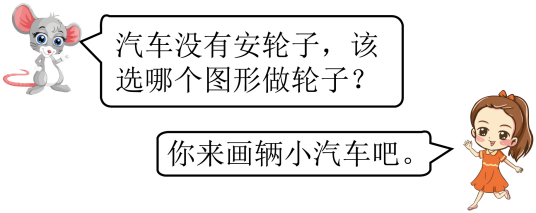 汽车没有安轮子，该
选哪个图形做轮子？
你来画辆小汽车吧。